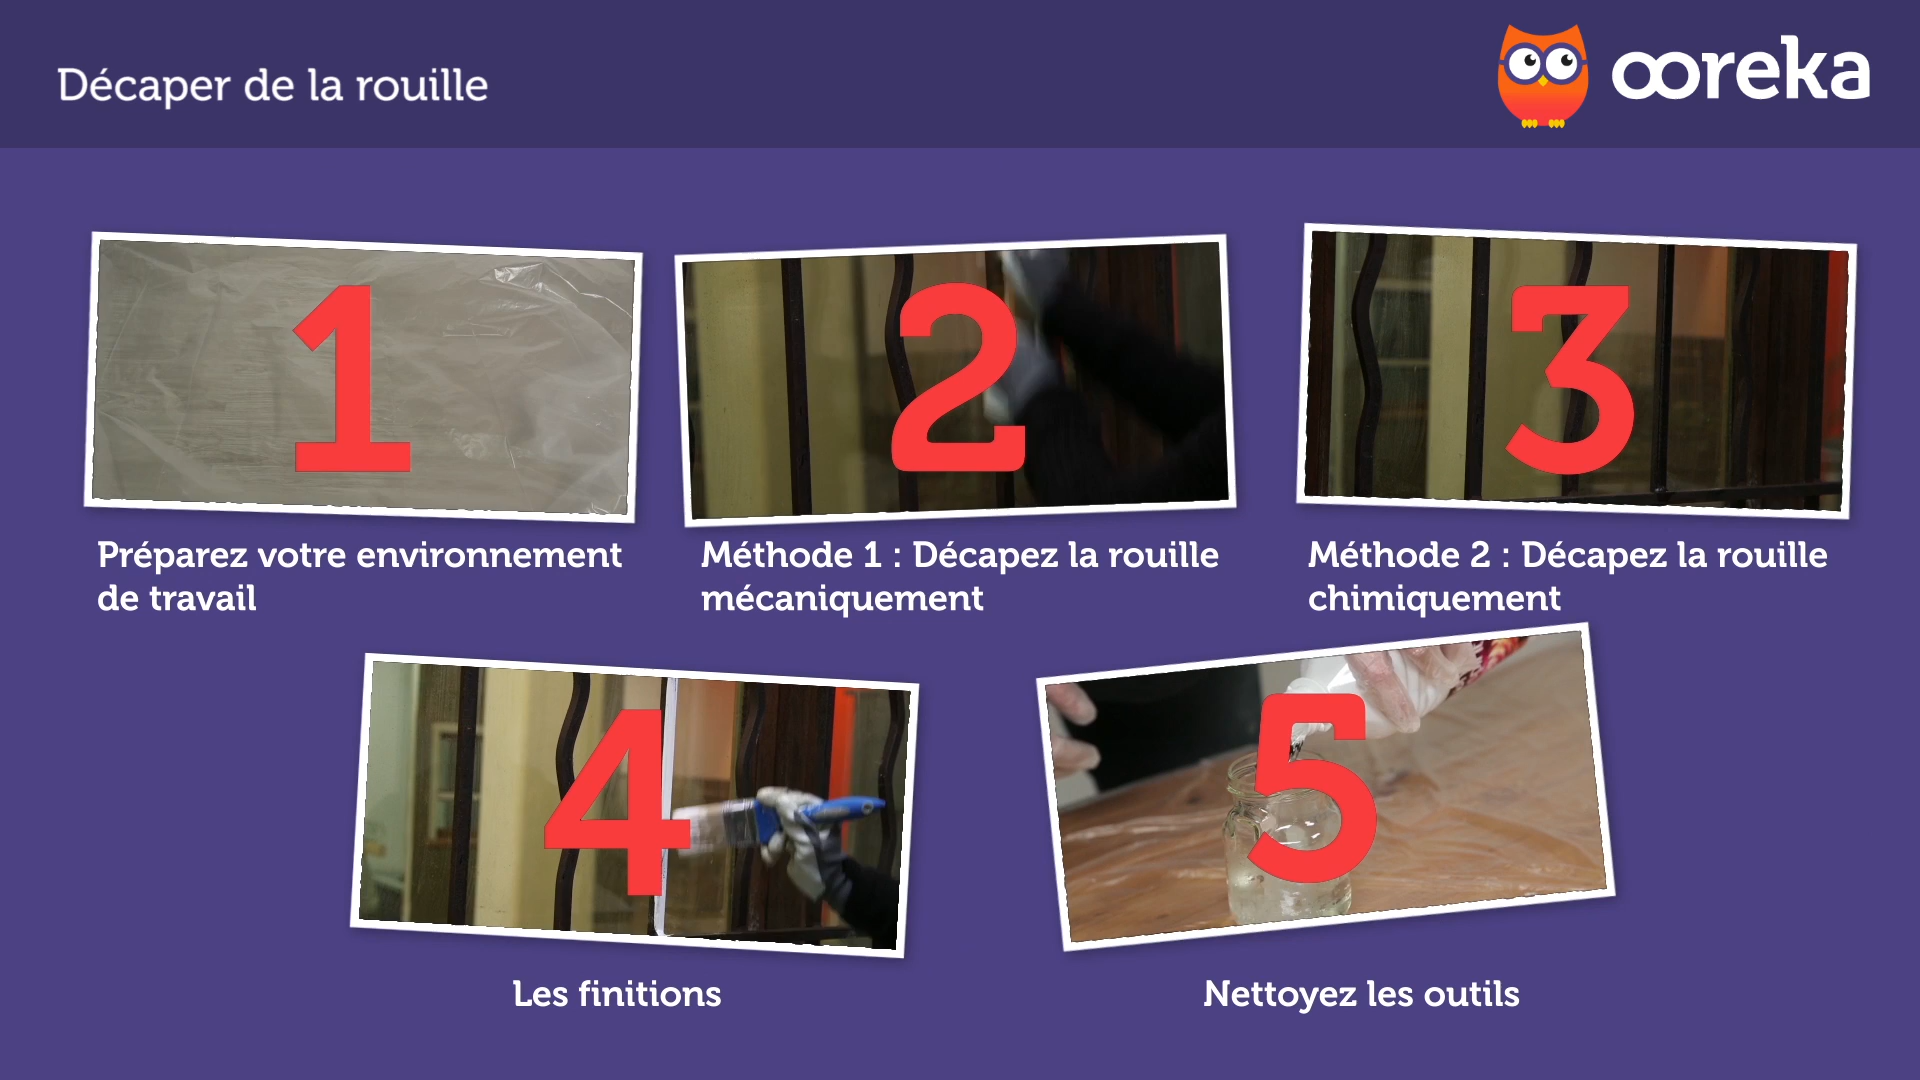 Décaper de la rouille
ooreka
1
2
3
Préparez votre environnement
de travail
Méthode 1 : Décapez la rouille
mécaniquement
Méthode 2 : Décapez la rouille
chimiquement
4
5
Les finitions
Nettoyez les outils